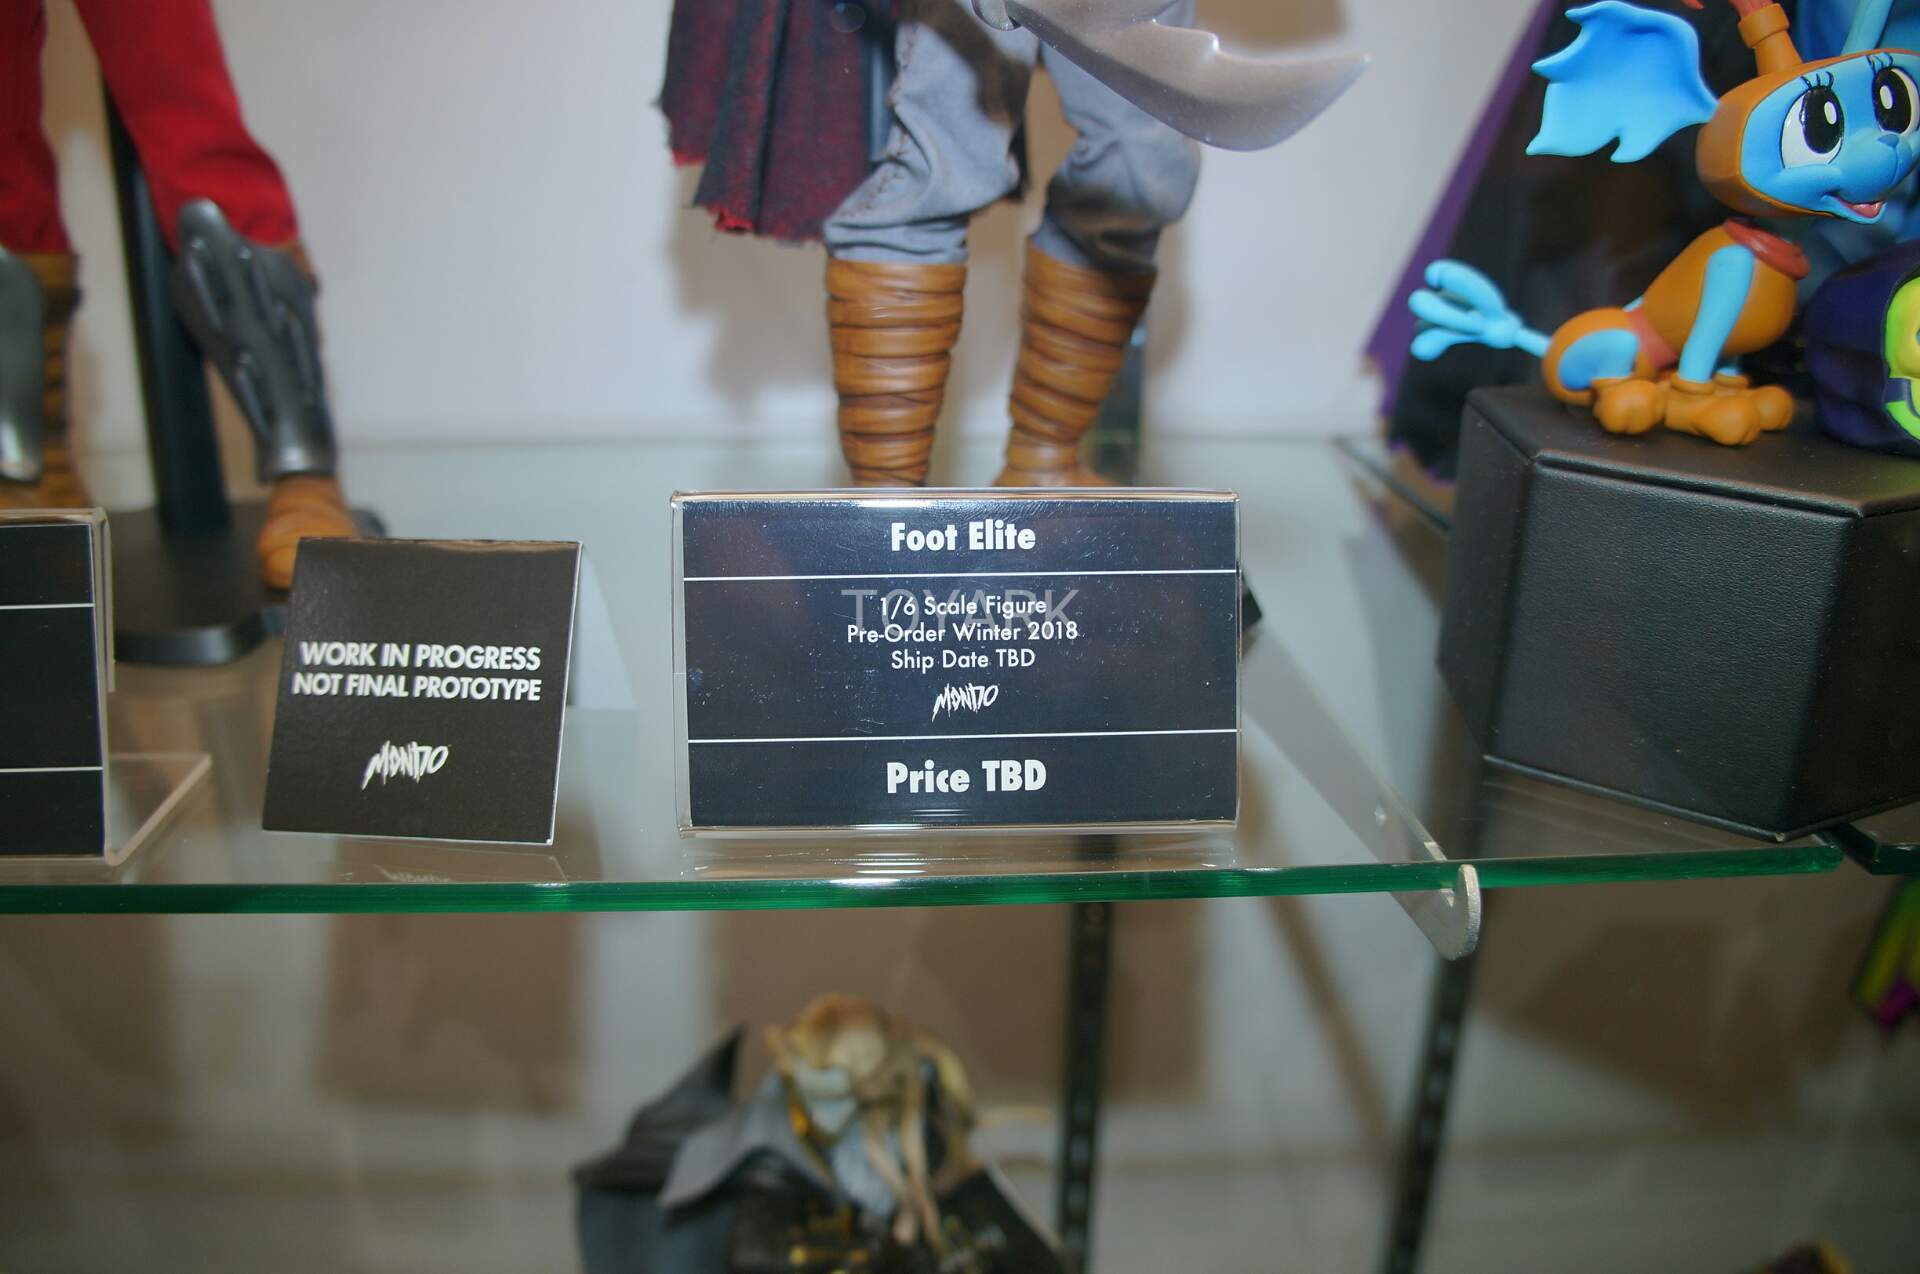 WORK IN PROGRESS
NOT FINAL PROTOTYPE
MONDO
Foot Elite
1/6 Scale Figure
Pre-Order Winter 2018
Ship Date TBD
MONDO
Price TBD
TOYARK